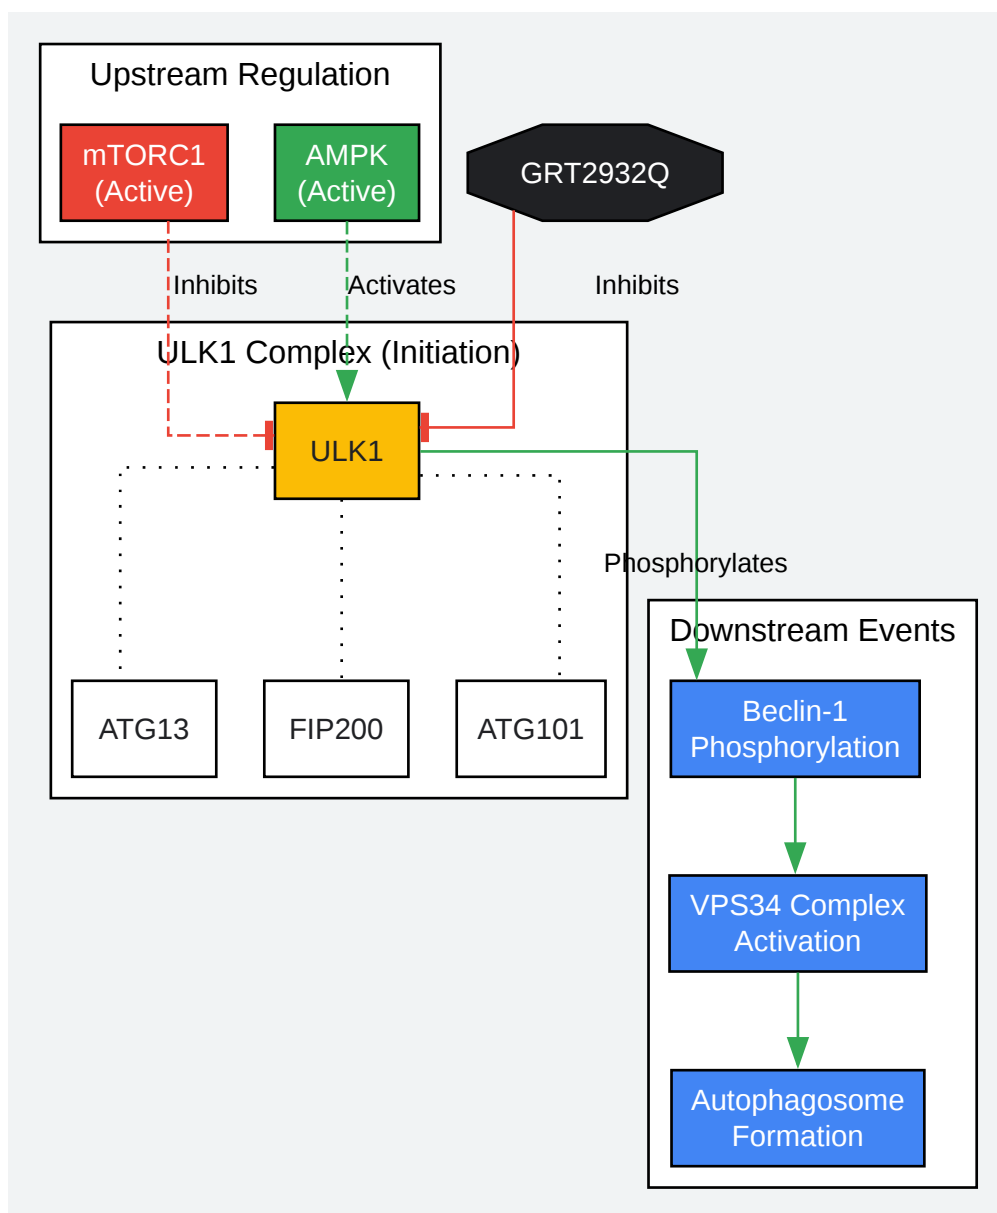 Upstream Regulation
mTORC1
(Active)
AMPK
(Active)
GRT2932Q
Inhibits
Activates
Inhibits
ULK1 Complex (Initiation)
ULK1
Phosphorylates
ATG13
FIP200
ATG101
Downstream Events
Beclin-1
Phosphorylation
VPS34 Complex
Activation
Autophagosome
Formation